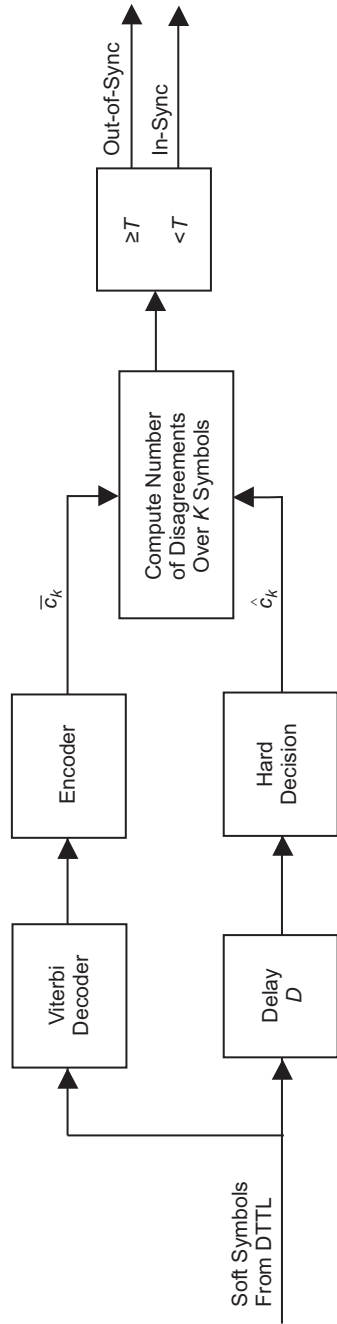 Soft Symbols
From DTTL
Viterbi
Decoder
Encoder
c̅ₖ
Delay
D
Hard
Decision
ĉₖ
Compute Number
of Disagreements
Over K Symbols
≥T
<T
Out-of-Sync
In-Sync